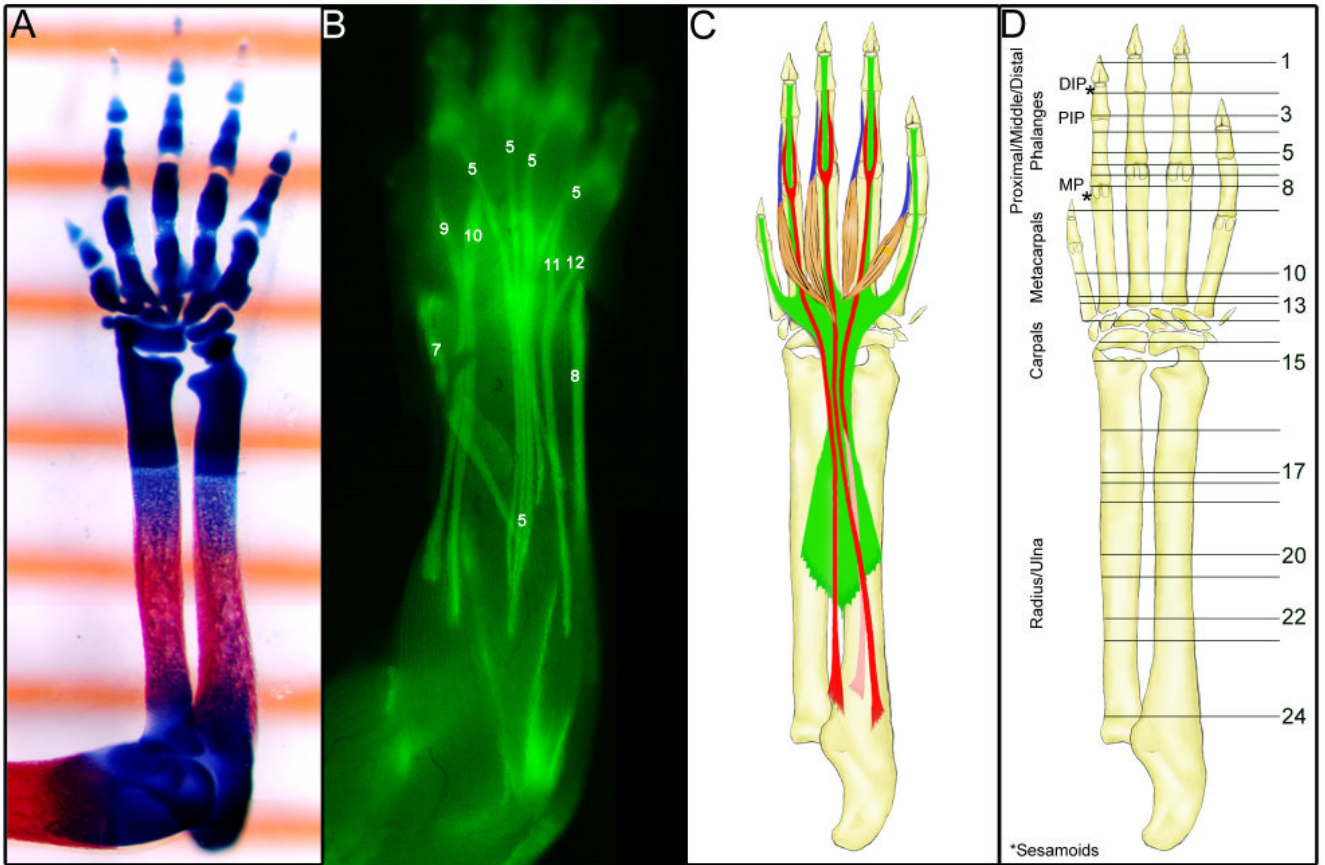 A
B
C
D
5
5
5
5
9
10
11
12
7
8
5
Proximal/Middle/Distal
Phalanges
Metacarpals
Carpals
Radius/Ulna
DIP
*
PIP
MP
*
1
3
5
8
10
13
15
17
20
22
24
*Sesamoids